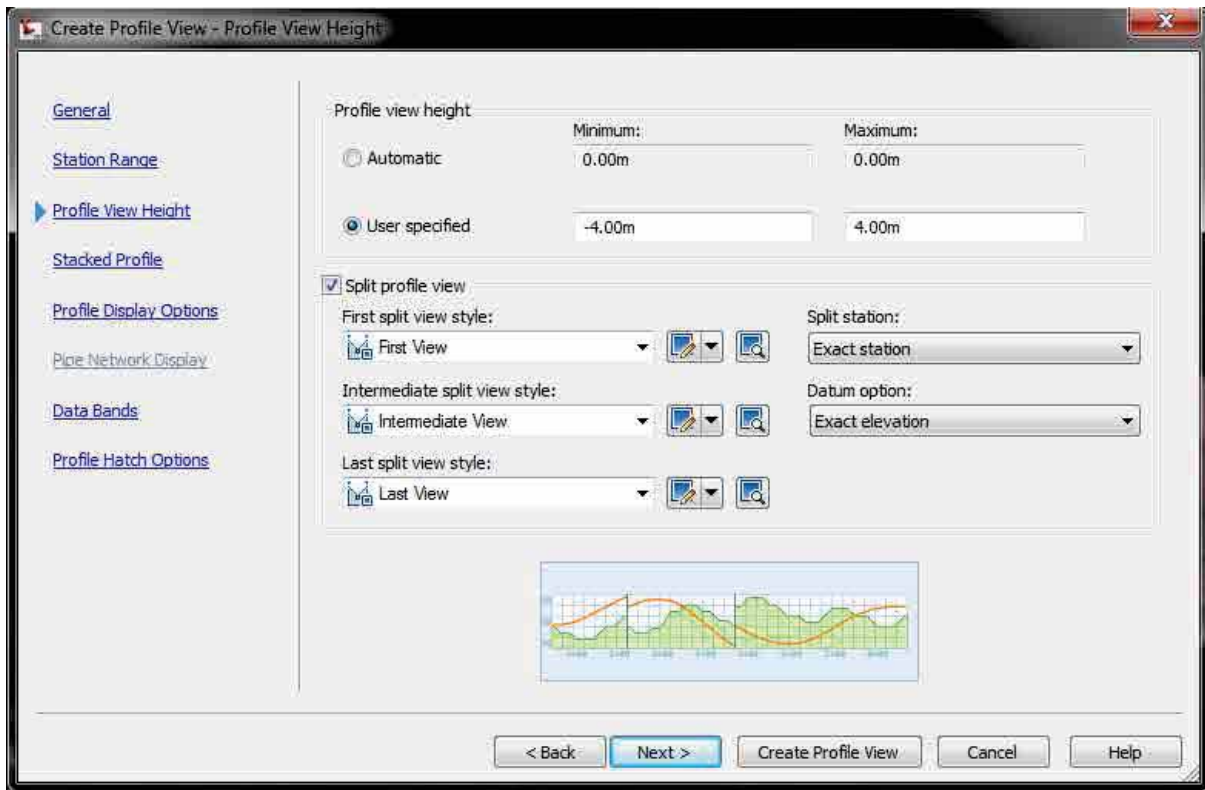 Create Profile View - Profile View Height
General
Station Range
Profile View Height
Stacked Profile
Profile Display Options
Pipe Network Display
Data Bands
Profile Hatch Options
Profile view height
Minimum:
Maximum:
Automatic
0.00m
0.00m
User specified
-4.00m
4.00m
Split profile view
First split view style:
First View
Split station:
Exact station
Intermediate split view style:
Intermediate View
Datum option:
Exact elevation
Last split view style:
Last View
< Back
Next >
Create Profile View
Cancel
Help